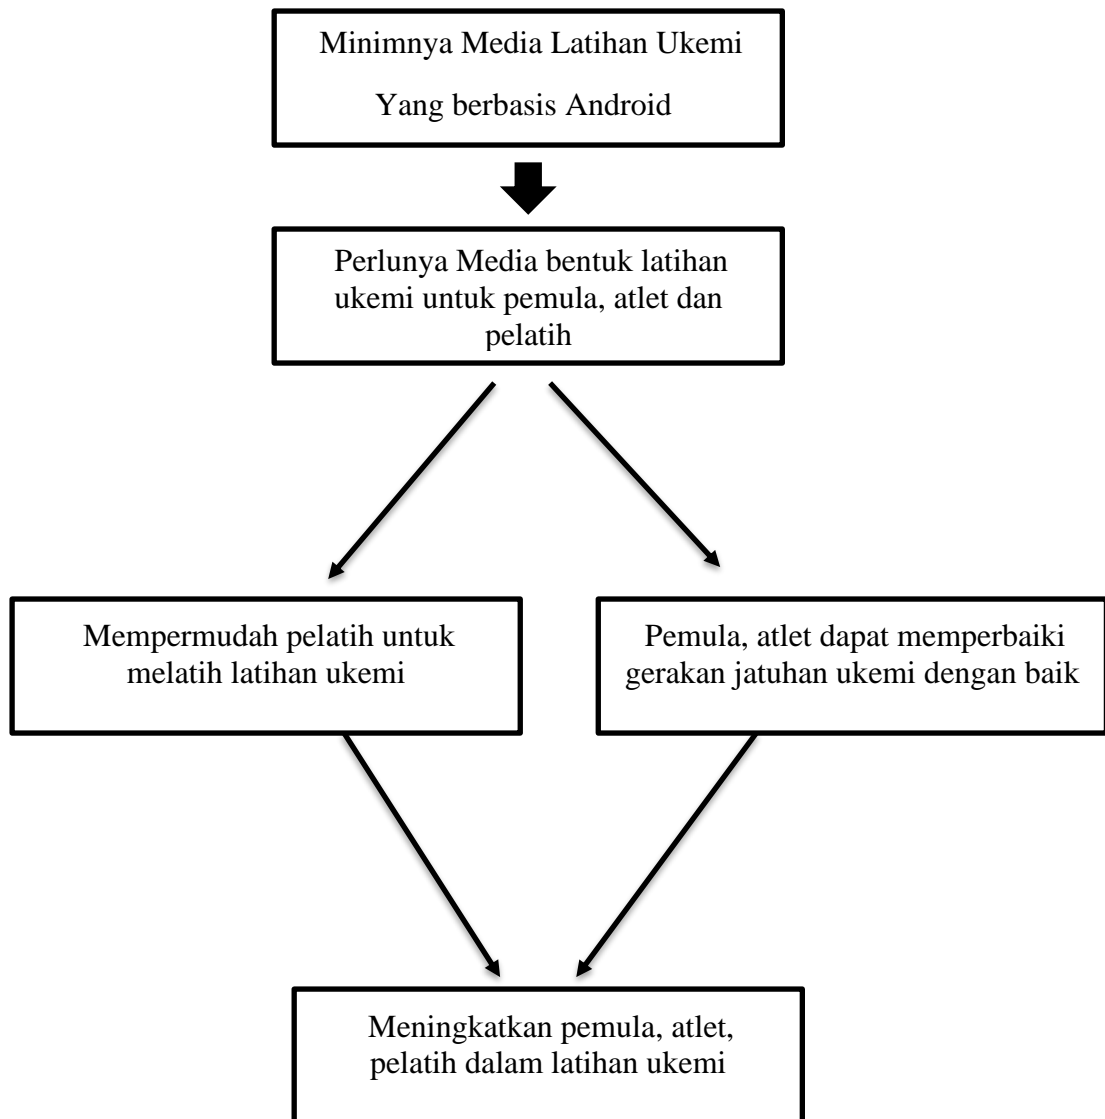 Minimnya Media Latihan Ukemi
Yang berbasis Android
Perlunya Media bentuk latihan
ukemi untuk pemula, atlet dan
pelatih
Mempermudah pelatih untuk
melatih latihan ukemi
Pemula, atlet dapat memperbaiki
gerakan jatuhan ukemi dengan baik
Meningkatkan pemula, atlet,
pelatih dalam latihan ukemi